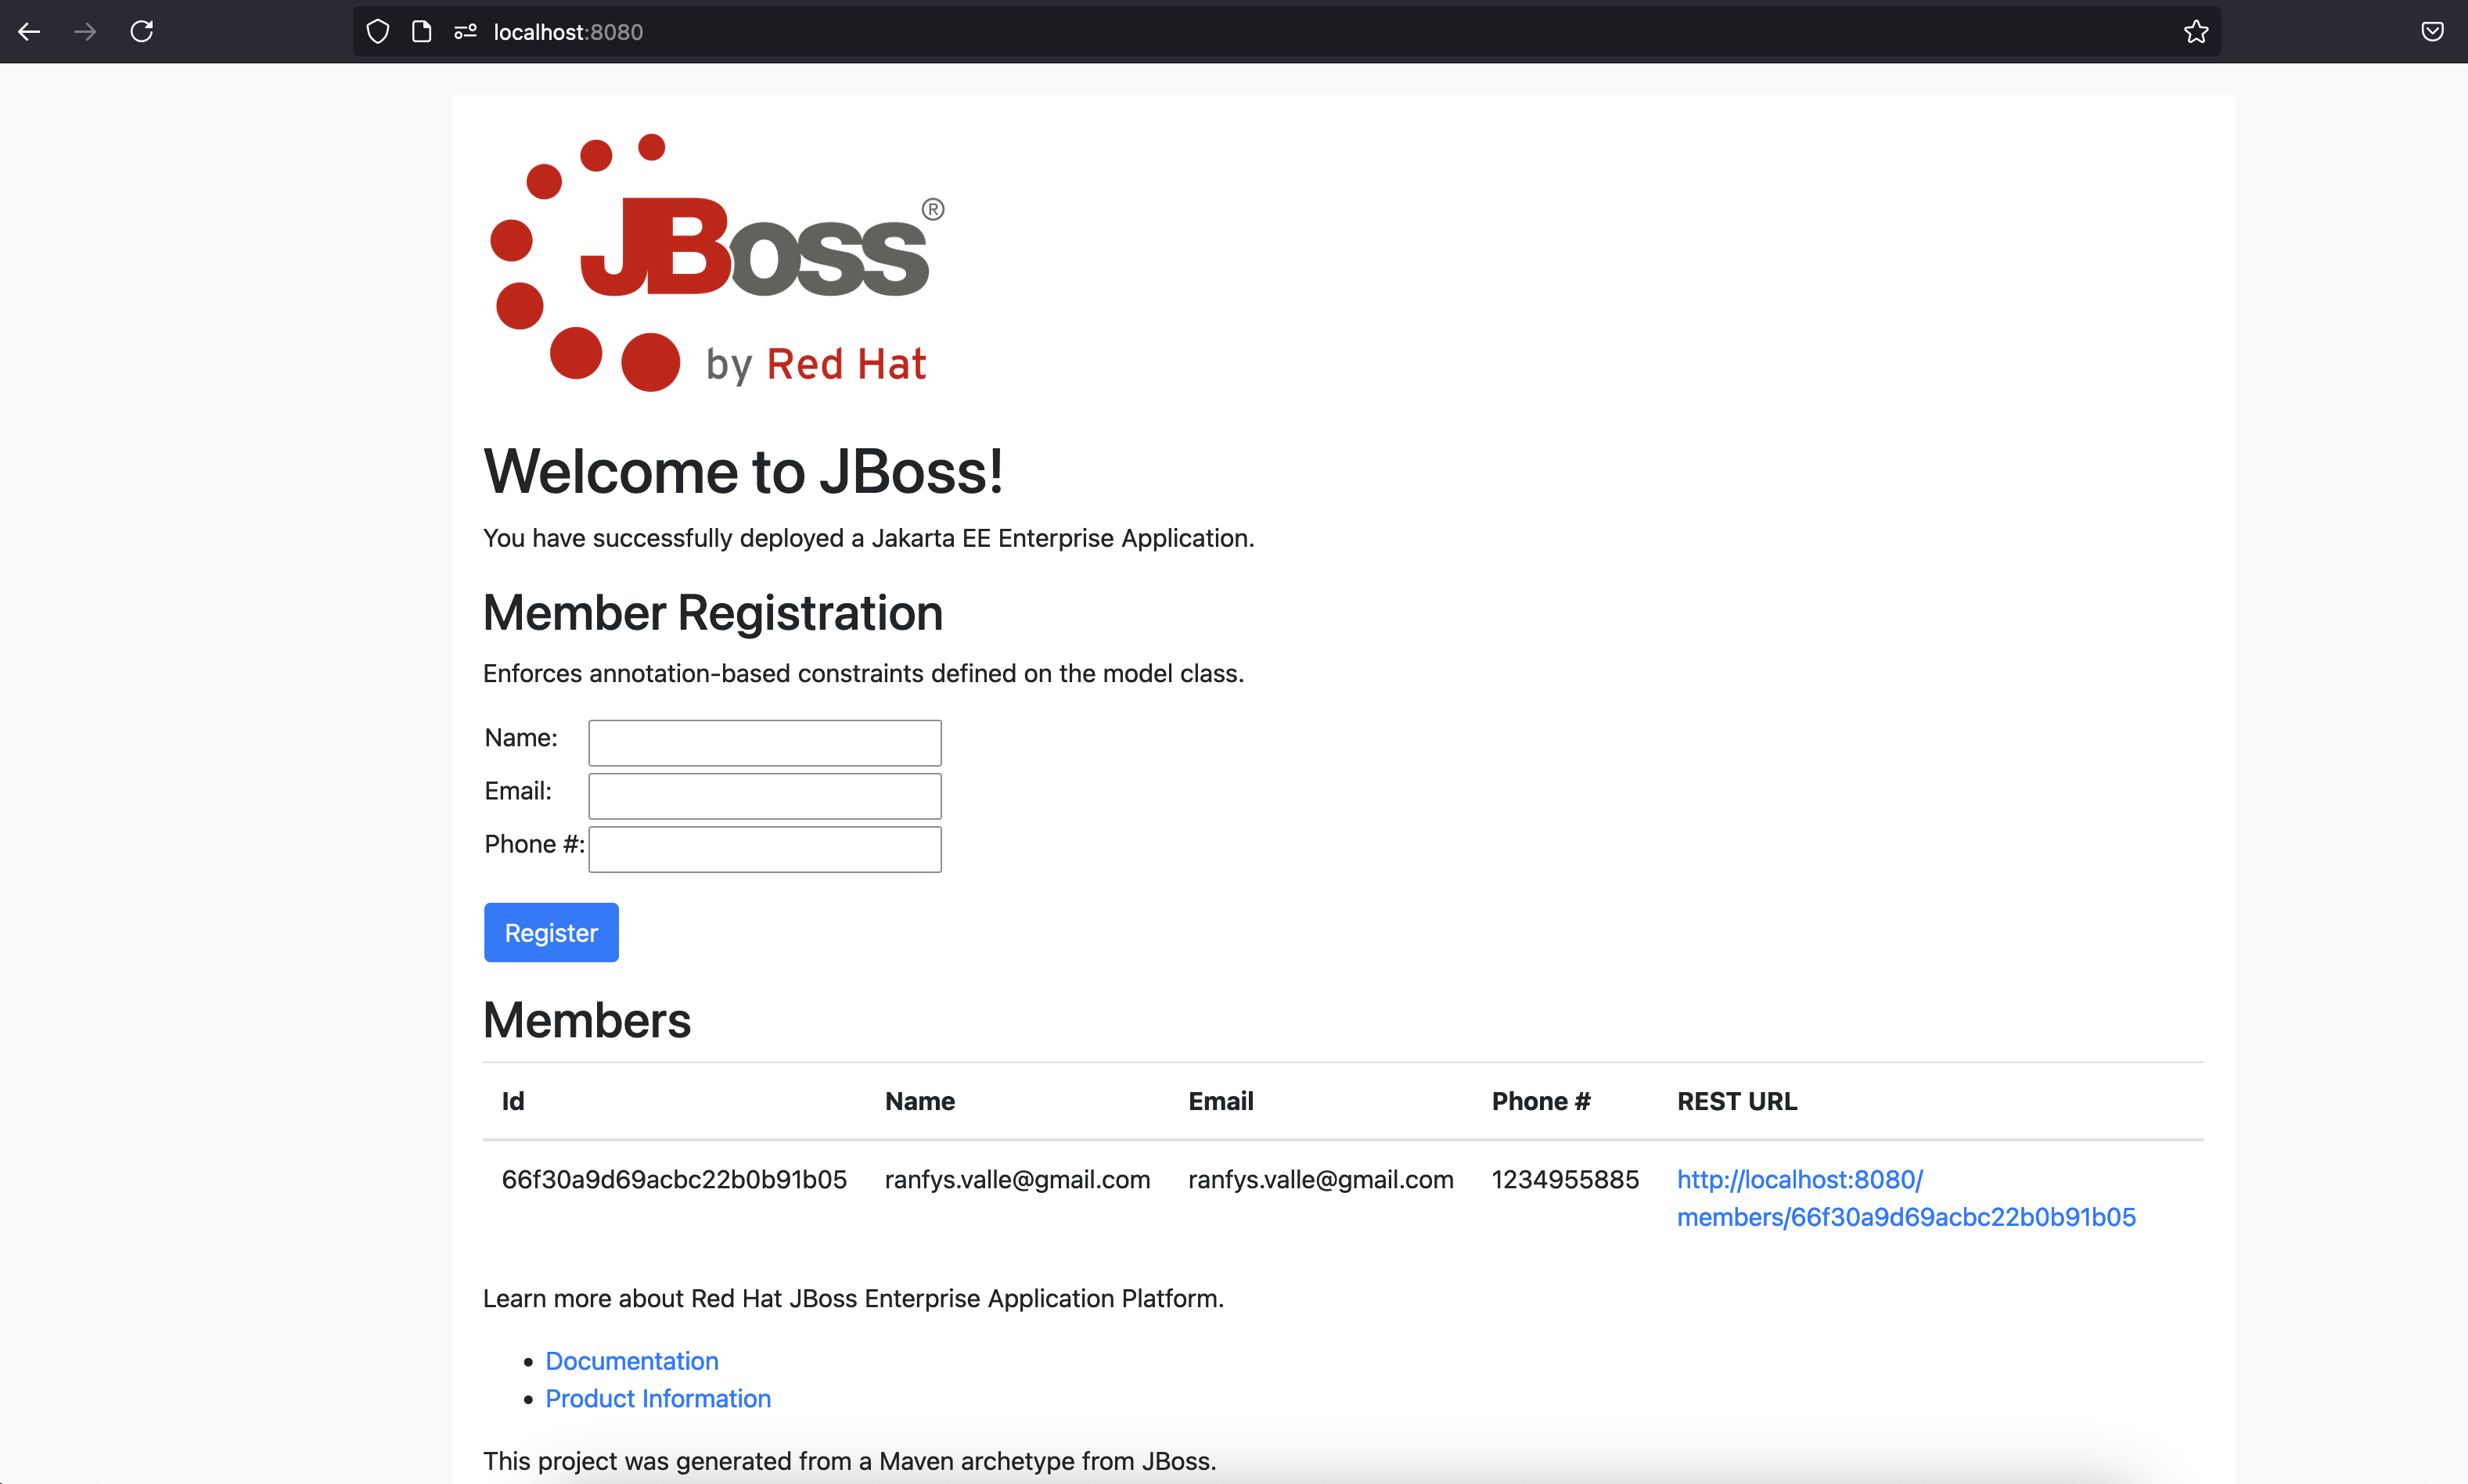 localhost:8080
JBoss®
by Red Hat
Welcome to JBoss!
You have successfully deployed a Jakarta EE Enterprise Application.
Member Registration
Enforces annotation-based constraints defined on the model class.
Name:
Email:
Phone #:
Register
Members
Id Name Email Phone # REST URL
66f30a9d69acbc22b0b91b05 ranfys.valle@gmail.com ranfys.valle@gmail.com 1234955885 http://localhost:8080/
members/66f30a9d69acbc22b0b91b05
Learn more about Red Hat JBoss Enterprise Application Platform.
Documentation
Product Information
This project was generated from a Maven archetype from JBoss.